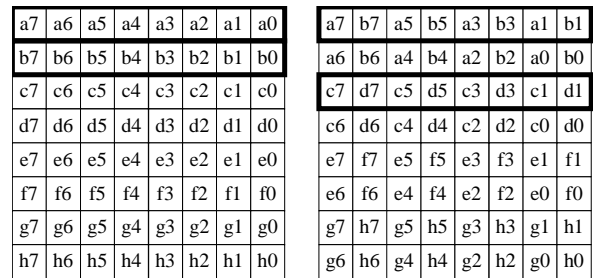 a7 a6 a5 a4 a3 a2 a1 a0
b7 b6 b5 b4 b3 b2 b1 b0
c7 c6 c5 c4 c3 c2 c1 c0
d7 d6 d5 d4 d3 d2 d1 d0
e7 e6 e5 e4 e3 e2 e1 e0
f7 f6 f5 f4 f3 f2 f1 f0
g7 g6 g5 g4 g3 g2 g1 g0
h7 h6 h5 h4 h3 h2 h1 h0
a7 b7 a5 b5 a3 b3 a1 b1
a6 b6 a4 b4 a2 b2 a0 b0
c7 d7 c5 d5 c3 d3 c1 d1
c6 d6 c4 d4 c2 d2 c0 d0
e7 f7 e5 f5 e3 f3 e1 f1
e6 f6 e4 f4 e2 f2 e0 f0
g7 h7 g5 h5 g3 h3 g1 h1
g6 h6 g4 h4 g2 h2 g0 h0